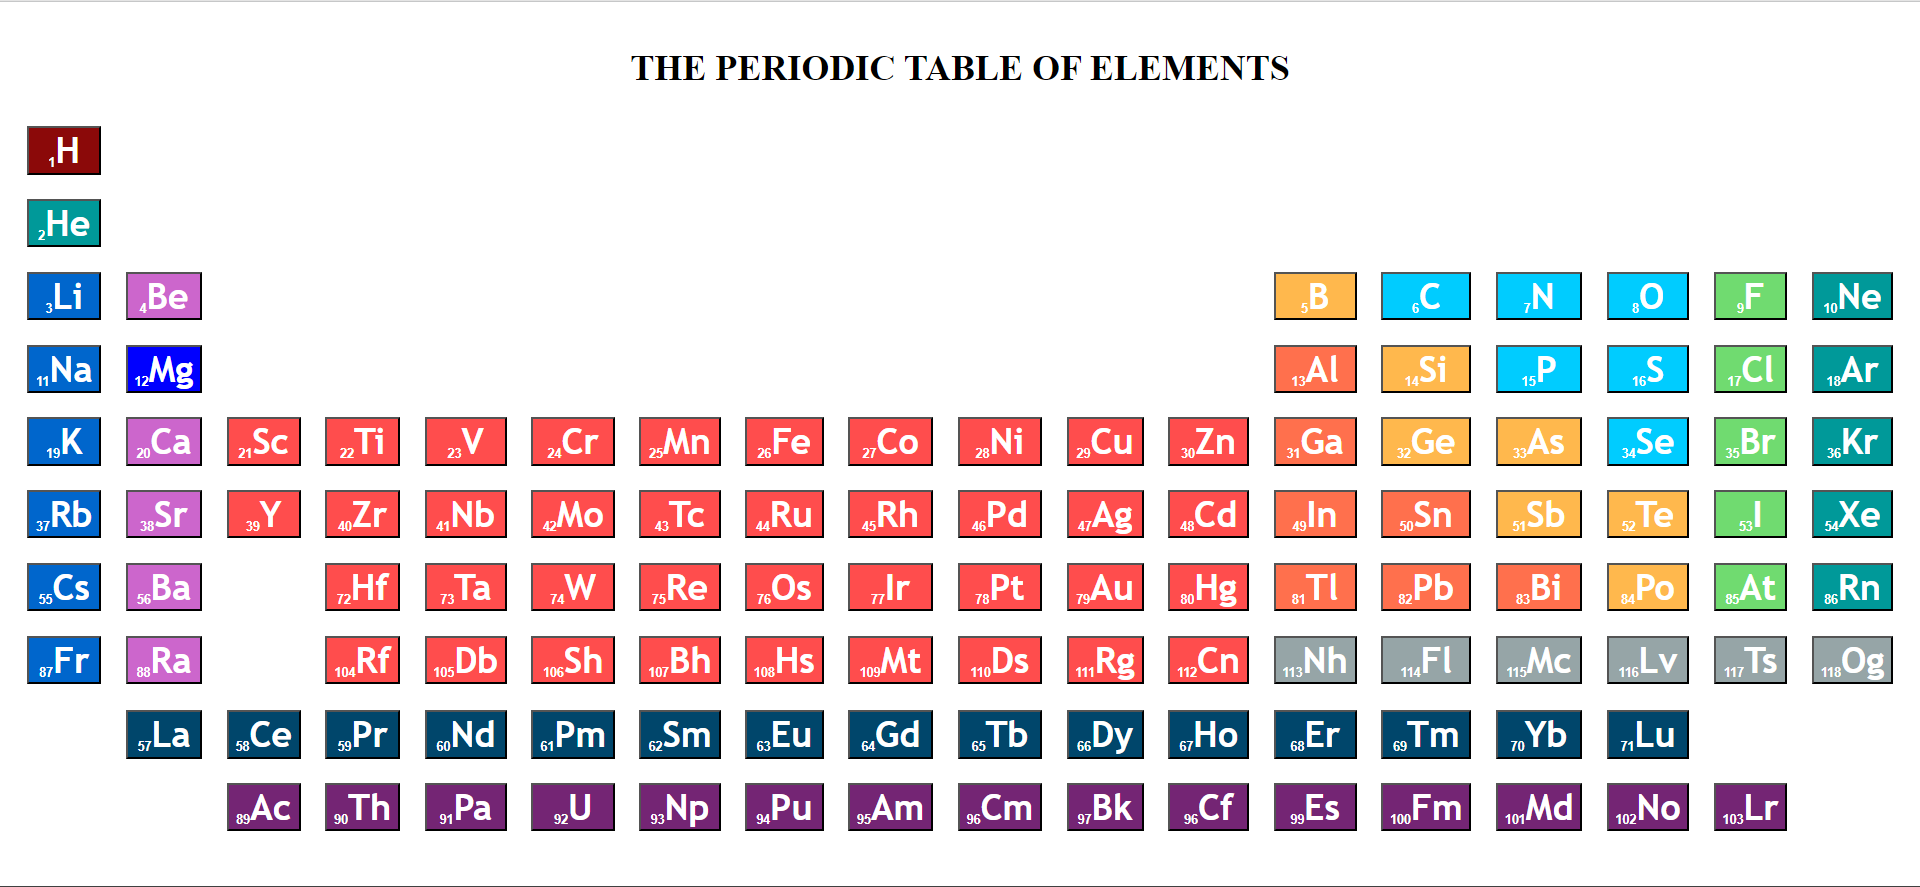 THE PERIODIC TABLE OF ELEMENTS
1H
2He
3Li 4Be 5B 6C 7N 8O 9F 10Ne
11Na 12Mg 13Al 14Si 15P 16S 17Cl 18Ar
19K 20Ca 21Sc 22Ti 23V 24Cr 25Mn 26Fe 27Co 28Ni 29Cu 30Zn 31Ga 32Ge 33As 34Se 35Br 36Kr
37Rb 38Sr 39Y 40Zr 41Nb 42Mo 43Tc 44Ru 45Rh 46Pd 47Ag 48Cd 49In 50Sn 51Sb 52Te 53I 54Xe
55Cs 56Ba 72Hf 73Ta 74W 75Re 76Os 77Ir 78Pt 79Au 80Hg 81Tl 82Pb 83Bi 84Po 85At 86Rn
87Fr 88Ra 104Rf 105Db 106Sh 107Bh 108Hs 109Mt 110Ds 111Rg 112Cn 113Nh 114Fl 115Mc 116Lv 117Ts 118Og
57La 58Ce 59Pr 60Nd 61Pm 62Sm 63Eu 64Gd 65Tb 66Dy 67Ho 68Er 69Tm 70Yb 71Lu
89Ac 90Th 91Pa 92U 93Np 94Pu 95Am 96Cm 97Bk 96Cf 99Es 100Fm 101Md 102No 103Lr